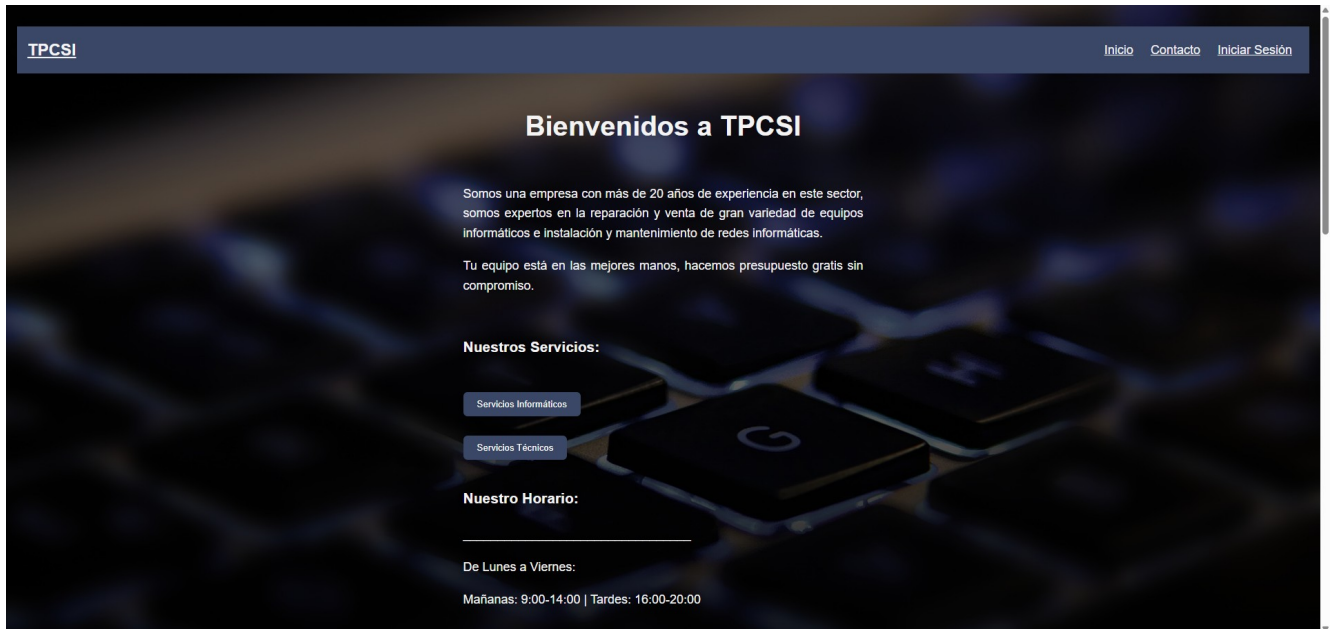 TPCSI
Inicio Contacto Iniciar Sesión
Bienvenidos a TPCSI
Somos una empresa con más de 20 años de experiencia en este sector,
somos expertos en la reparación y venta de gran variedad de equipos
informáticos e instalación y mantenimiento de redes informáticas.
Tu equipo está en las mejores manos, hacemos presupuesto gratis sin
compromiso.
Nuestros Servicios:
Servicios Informáticos
Servicios Técnicos
Nuestro Horario:
De Lunes a Viernes:
Mañanas: 9:00-14:00 | Tardes: 16:00-20:00
H
G